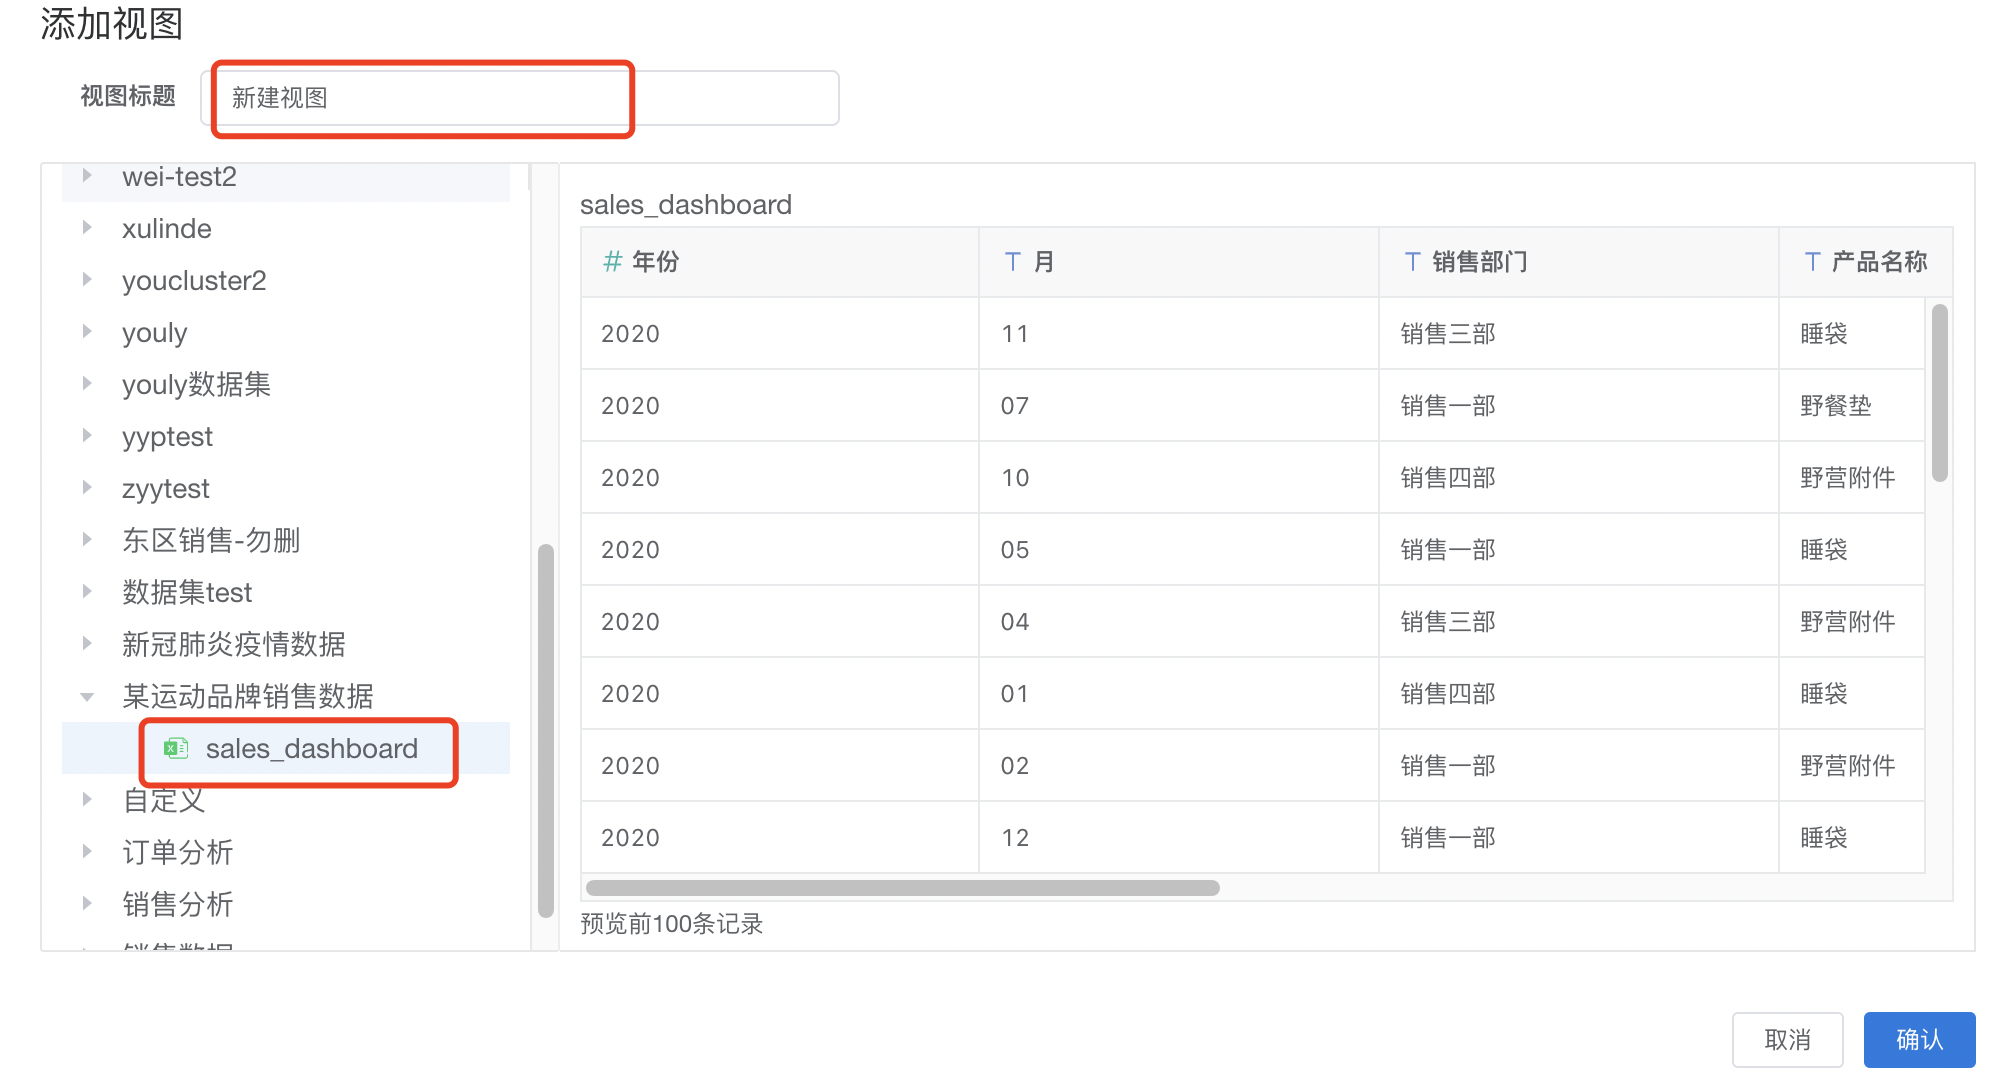 添加视图
视图标题 新建视图
wei-test2
xulinde
youcluster2
youly
youly数据集
yyptest
zyytest
东区销售-勿删
数据集test
新冠肺炎疫情数据
某运动品牌销售数据
sales_dashboard
自定义
订单分析
销售分析
销售数据
sales_dashboard
# 年份 T 月 T 销售部门 T 产品名称
2020 11 销售三部 睡袋
2020 07 销售一部 野餐垫
2020 10 销售四部 野营附件
2020 05 销售一部 睡袋
2020 04 销售三部 野营附件
2020 01 销售四部 睡袋
2020 02 销售一部 野营附件
2020 12 销售一部 睡袋
预览前100条记录
取消 确认